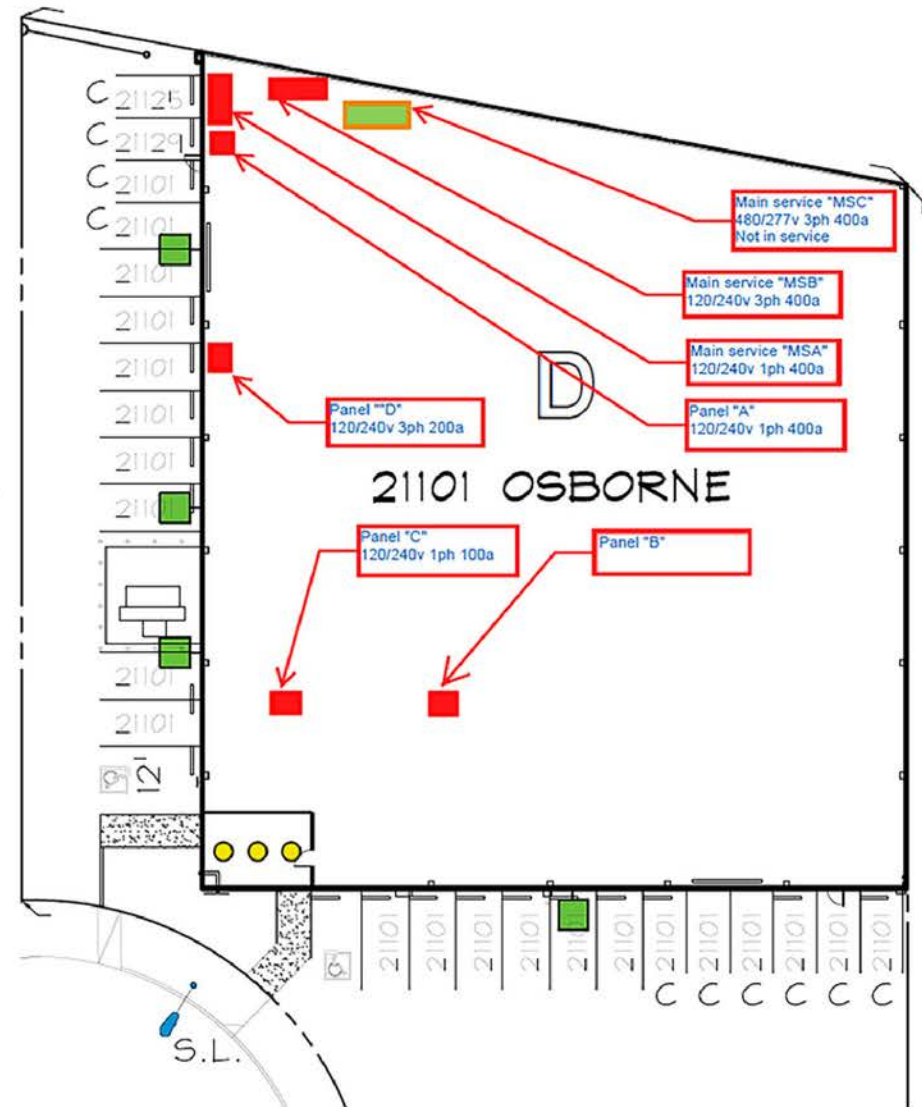 C 21125
C 21129
C 21101
C 21101
21101
21101
21101
21101
21101
21101
21101
21101
12'
Main service "MSC"
480/277v 3ph 400a
Not in service
Main service "MSB"
120/240v 3ph 400a
Main service "MSA"
120/240v 1ph 400a
Panel "A"
120/240v 1ph 400a
Panel ""D"
120/240v 3ph 200a
D
21101 OSBORNE
Panel "C"
120/240v 1ph 100a
Panel "B"
21101 21101 21101 21101 21101 21101 21101 21101 21101 21101 21101 21101
C C C C C C
S.L.